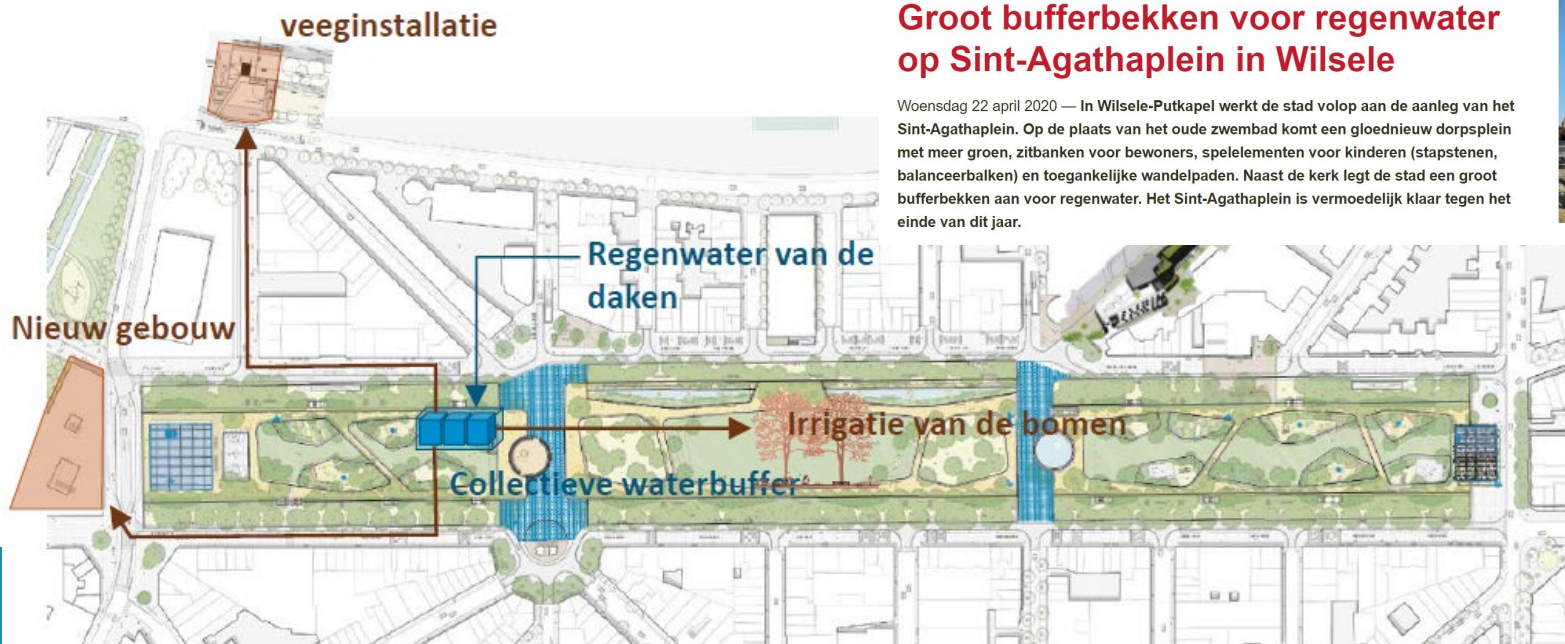 veeginstallatie
Groot bufferbekken voor regenwater
op Sint-Agathaplein in Wilsele
Woensdag 22 april 2020 — In Wilsele-Putkapel werkt de stad volop aan de aanleg van het
Sint-Agathaplein. Op de plaats van het oude zwembad komt een gloednieuw dorpsplein
met meer groen, zitbanken voor bewoners, spelelementen voor kinderen (stapstenen,
balanceerbalken) en toegankelijke wandelpaden. Naast de kerk legt de stad een groot
bufferbekken aan voor regenwater. Het Sint-Agathaplein is vermoedelijk klaar tegen het
einde van dit jaar.
Regenwater van de
daken
Nieuw gebouw
Irrigatie van de bomen
Collectieve waterbuffer